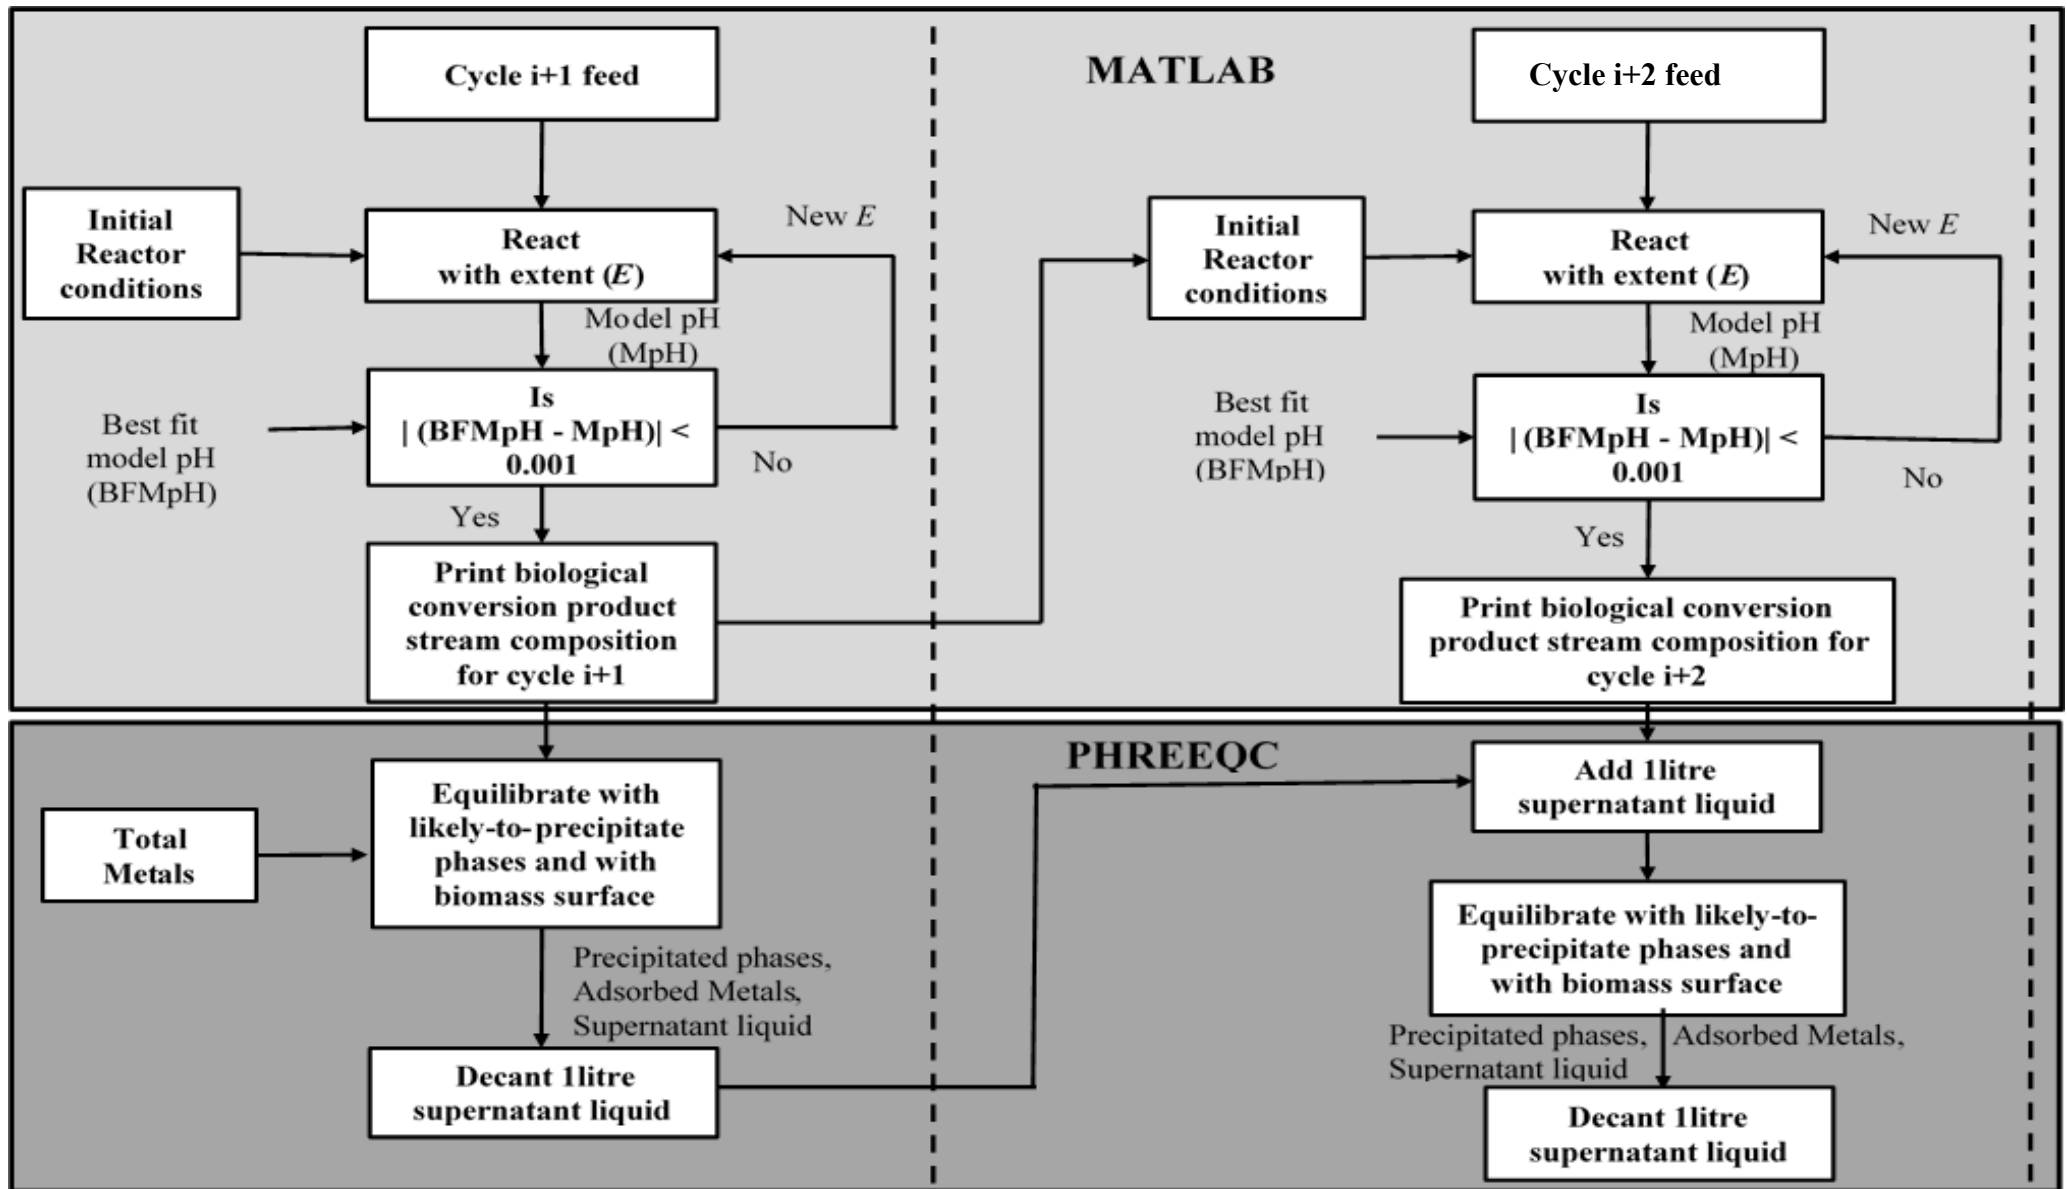 Cycle i+1 feed
MATLAB
Cycle i+2 feed
Initial
Reactor
conditions
React
with extent (E)
New E
Model pH
(MpH)
Best fit
model pH
(BFMpH)
Is
| (BFMpH - MpH)| <
0.001
No
Yes
Print biological
conversion product
stream composition
for cycle i+1
Initial
Reactor
conditions
React
with extent (E)
New E
Model pH
(MpH)
Best fit
model pH
(BFMpH)
Is
| (BFMpH - MpH)| <
0.001
No
Yes
Print biological conversion
product stream composition for
cycle i+2
PHREEQC
Total
Metals
Equilibrate with
likely-to-precipitate
phases and with
biomass surface
Precipitated phases,
Adsorbed Metals,
Supernatant liquid
Decant 1litre
supernatant liquid
Add 1litre
supernatant liquid
Equilibrate with likely-to-
precipitate phases and
with biomass surface
Precipitated phases, Adsorbed Metals,
Supernatant liquid
Decant 1litre
supernatant liquid